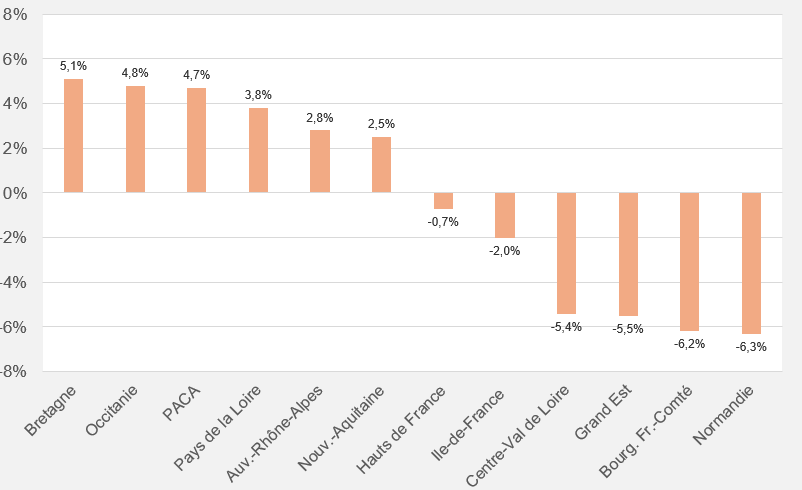 8%
6%
4%
2%
0%
-2%
-4%
-6%
-8%
5,1%
4,8%
4,7%
3,8%
2,8%
2,5%
-0,7%
-2,0%
-5,4%
-5,5%
-6,2%
-6,3%
Bretagne
Occitanie
PACA
Pays de la Loire
Auv.-Rhône-Alpes
Nouv.-Aquitaine
Hauts de France
Ile-de-France
Centre-Val de Loire
Grand Est
Bourg. Fr.-Comté
Normandie